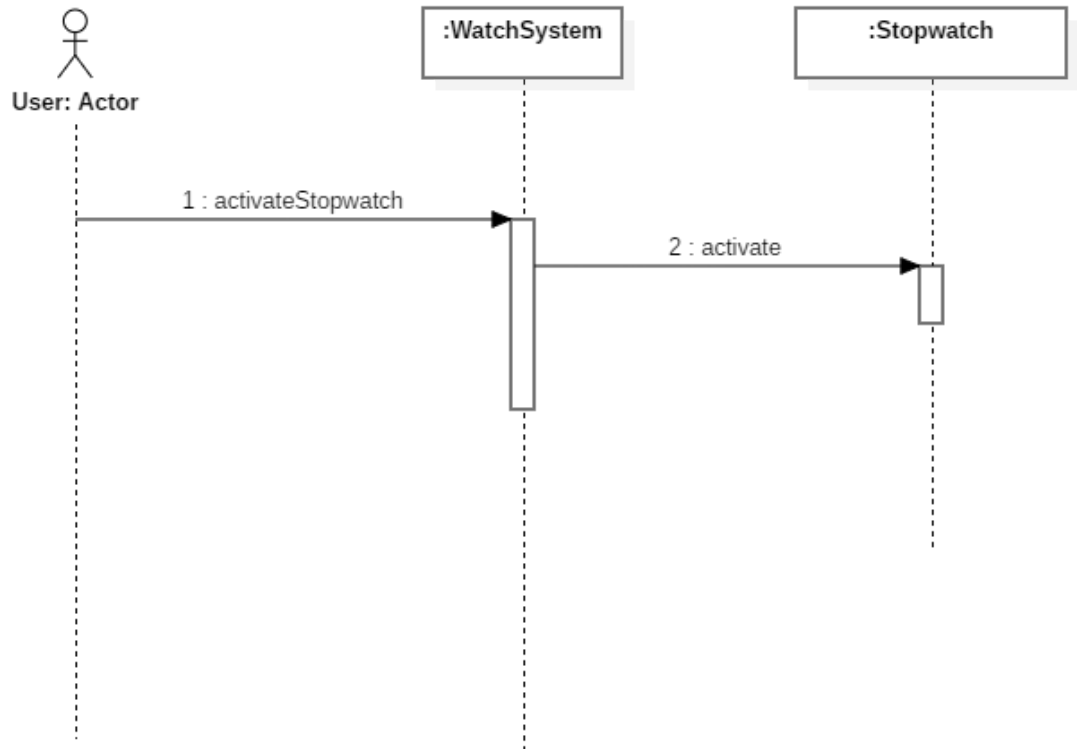 :WatchSystem
:Stopwatch
User: Actor
1 : activateStopwatch
2 : activate